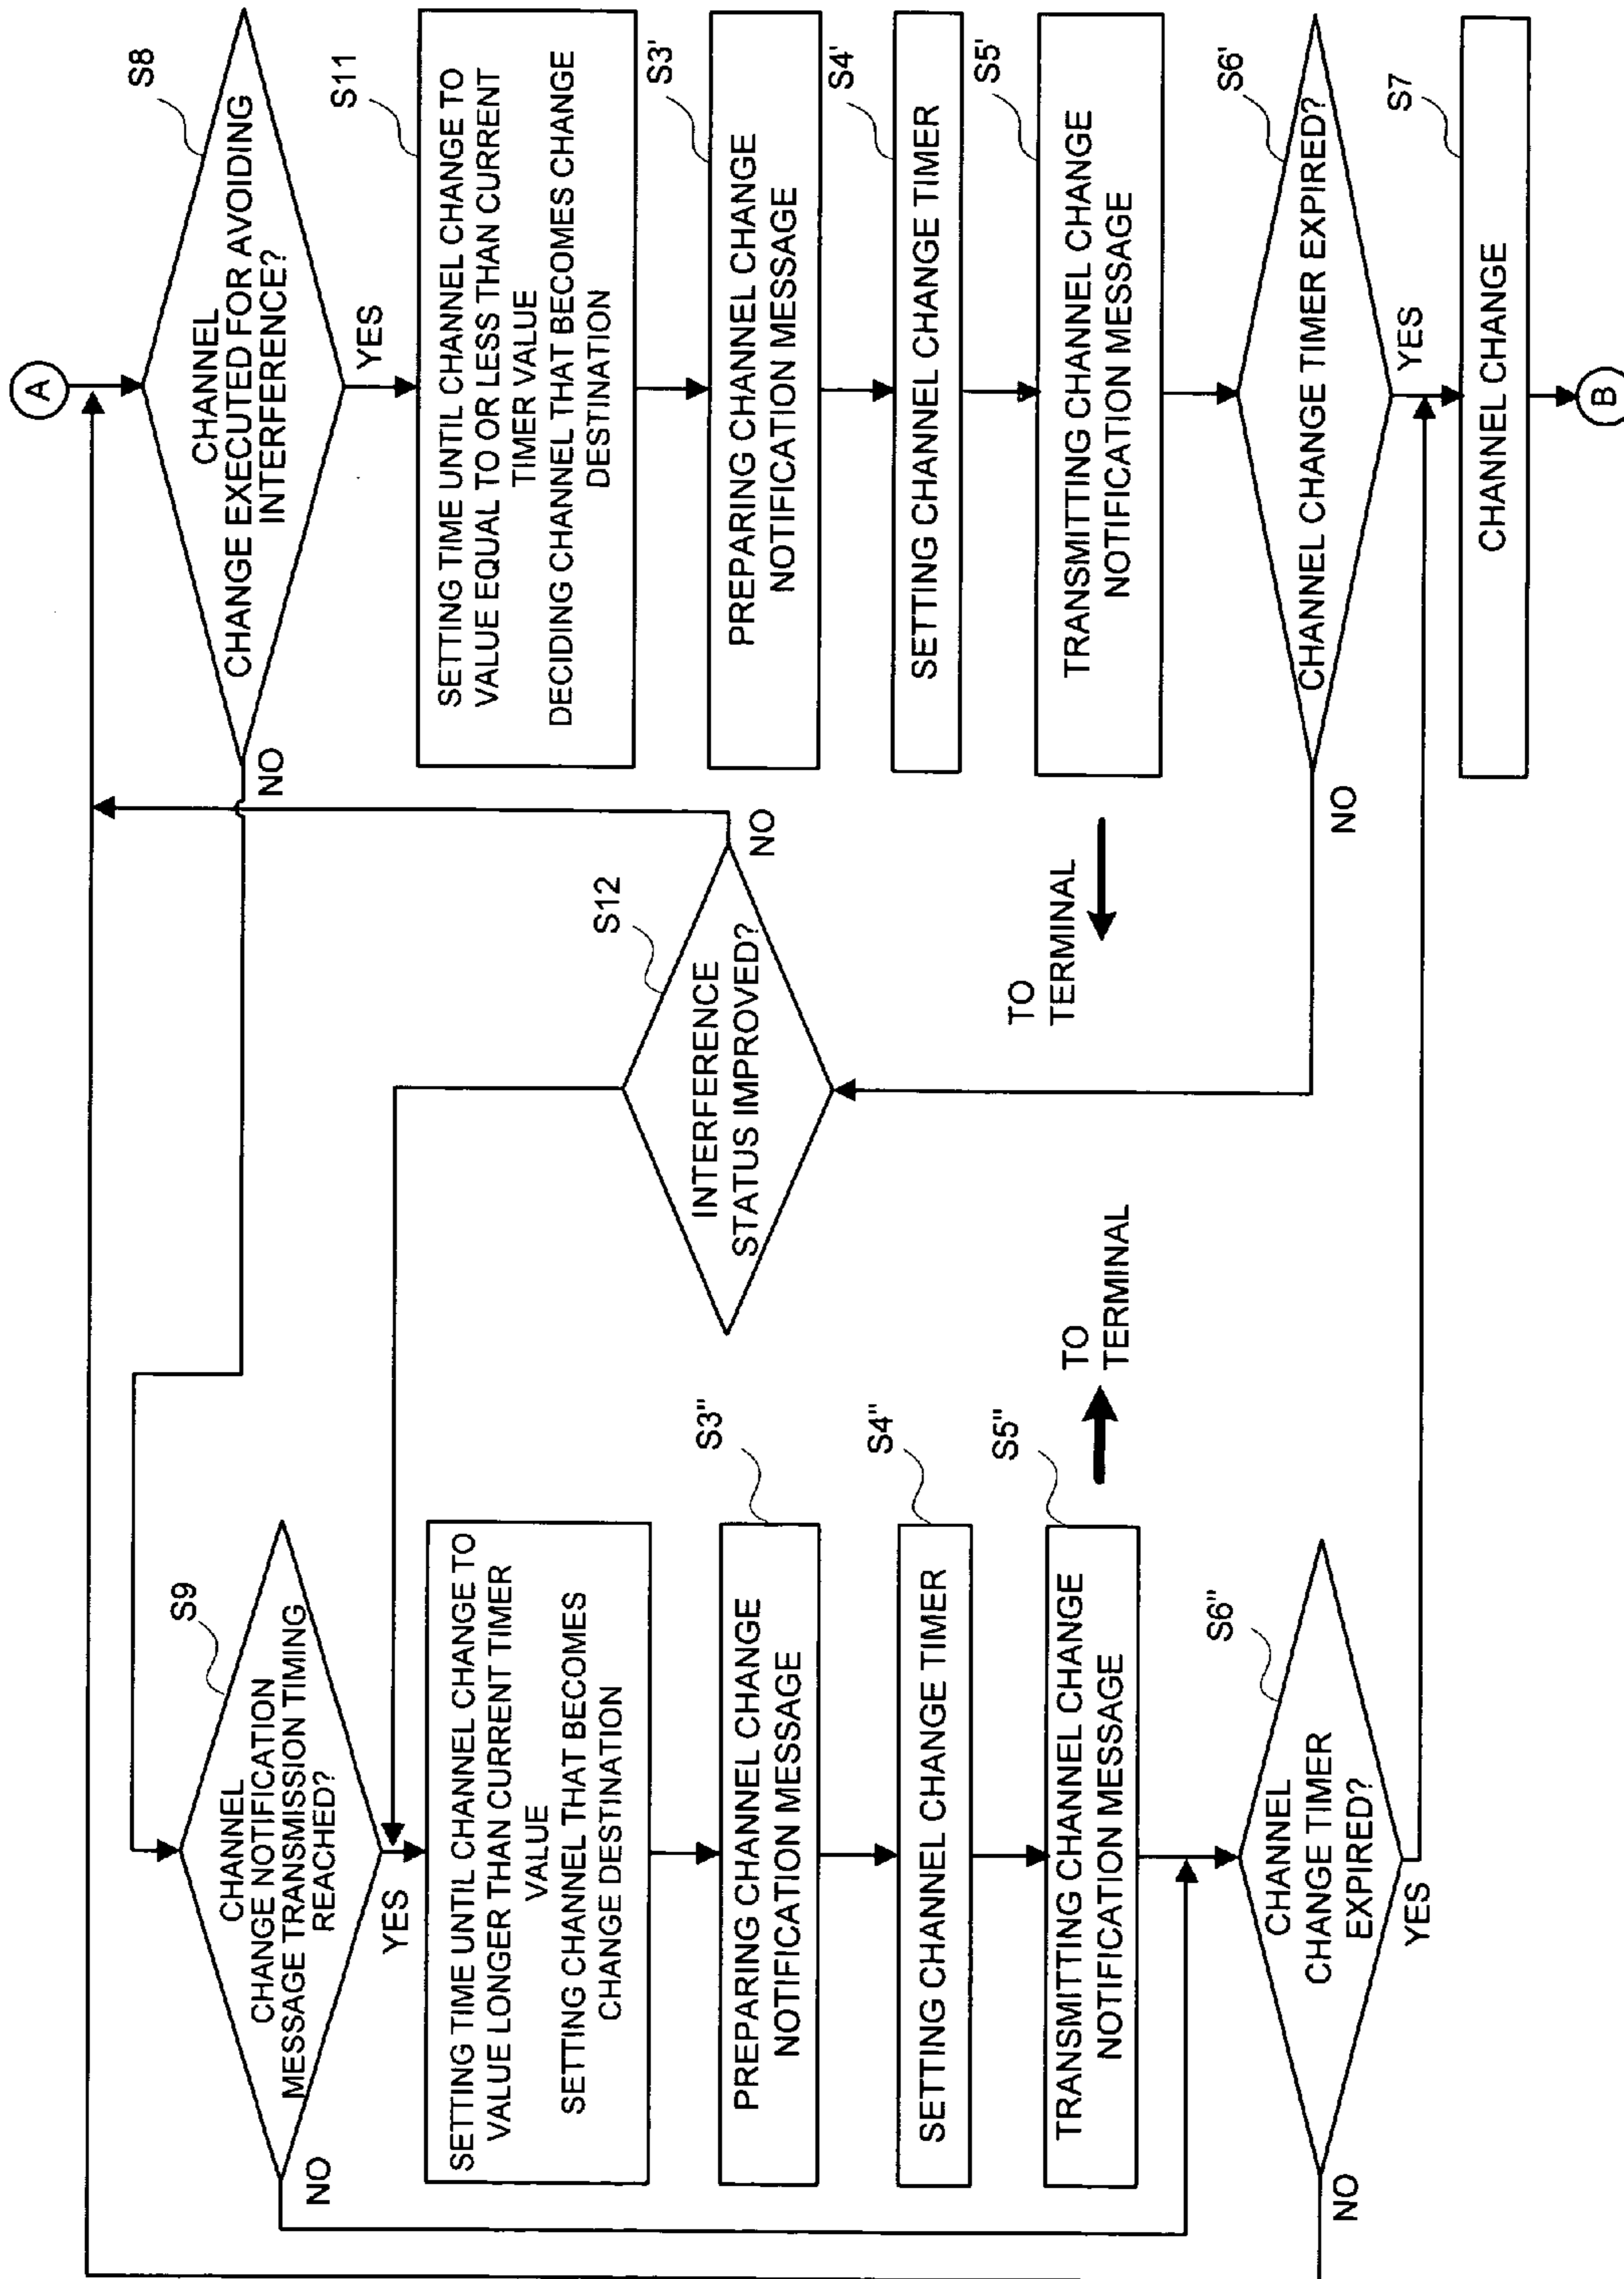 A
CHANNEL
CHANGE EXECUTED FOR AVOIDING
INTERFERENCE?
S8
YES
NO
SETTING TIME UNTIL CHANNEL CHANGE TO
VALUE EQUAL TO OR LESS THAN CURRENT
TIMER VALUE
DECIDING CHANNEL THAT BECOMES CHANGE
DESTINATION
S11
PREPARING CHANNEL CHANGE
NOTIFICATION MESSAGE
S3'
SETTING CHANNEL CHANGE TIMER
S4'
TRANSMITTING CHANNEL CHANGE
NOTIFICATION MESSAGE
S5'
TO
TERMINAL
CHANNEL CHANGE TIMER EXPIRED?
S6'
YES
NO
CHANNEL CHANGE
S7
B
INTERFERENCE
STATUS IMPROVED?
S12
NO
CHANNEL
CHANGE NOTIFICATION
MESSAGE TRANSMISSION TIMING
REACHED?
S9
YES
NO
SETTING TIME UNTIL CHANNEL CHANGE TO
VALUE LONGER THAN CURRENT TIMER
VALUE
SETTING CHANNEL THAT BECOMES
CHANGE DESTINATION
PREPARING CHANNEL CHANGE
NOTIFICATION MESSAGE
S3"
SETTING CHANNEL CHANGE TIMER
S4"
TRANSMITTING CHANNEL CHANGE
NOTIFICATION MESSAGE
S5"
TO
TERMINAL
CHANNEL
CHANGE TIMER
EXPIRED?
S6"
YES
NO